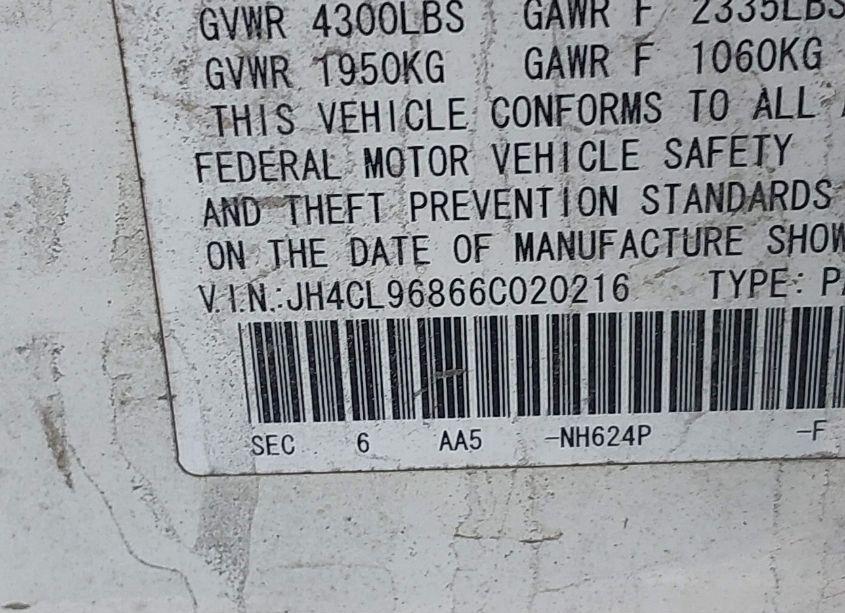 GVWR 4300LBS GAWR F 2335LBS
GVWR 1950KG GAWR F 1060KG
THIS VEHICLE CONFORMS TO ALL
FEDERAL MOTOR VEHICLE SAFETY
AND THEFT PREVENTION STANDARDS
ON THE DATE OF MANUFACTURE SHOW
V.I.N.:JH4CL96866C020216 TYPE: PA
SEC 6 AA5 -NH624P -F